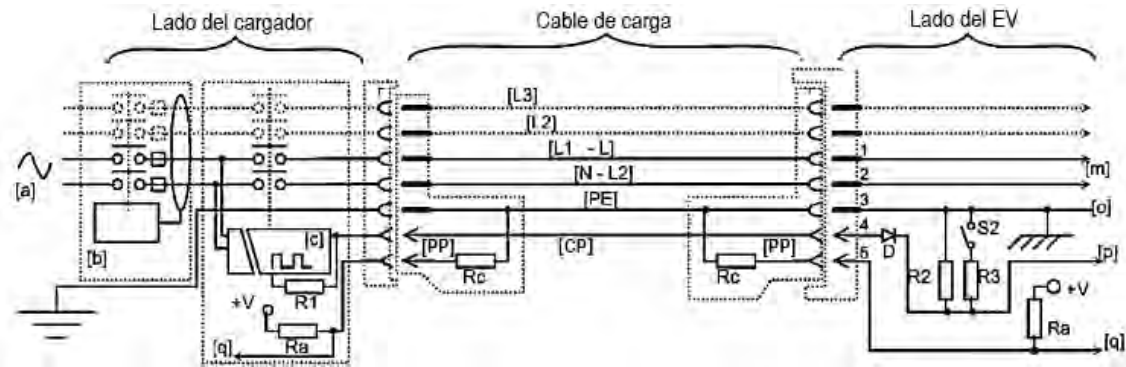 Lado del cargador
Cable de carga
Lado del EV
[L3]
[L2]
[L1 - L]
[N - L2]
[PE]
[PP]
[CP]
[PP]
Rc
Rc
[a]
[b]
[c]
R1
+V
Ra
[q]
1
2
3
4
5
D
S2
R2
R3
+V
Ra
[m]
[o]
[p]
[q]